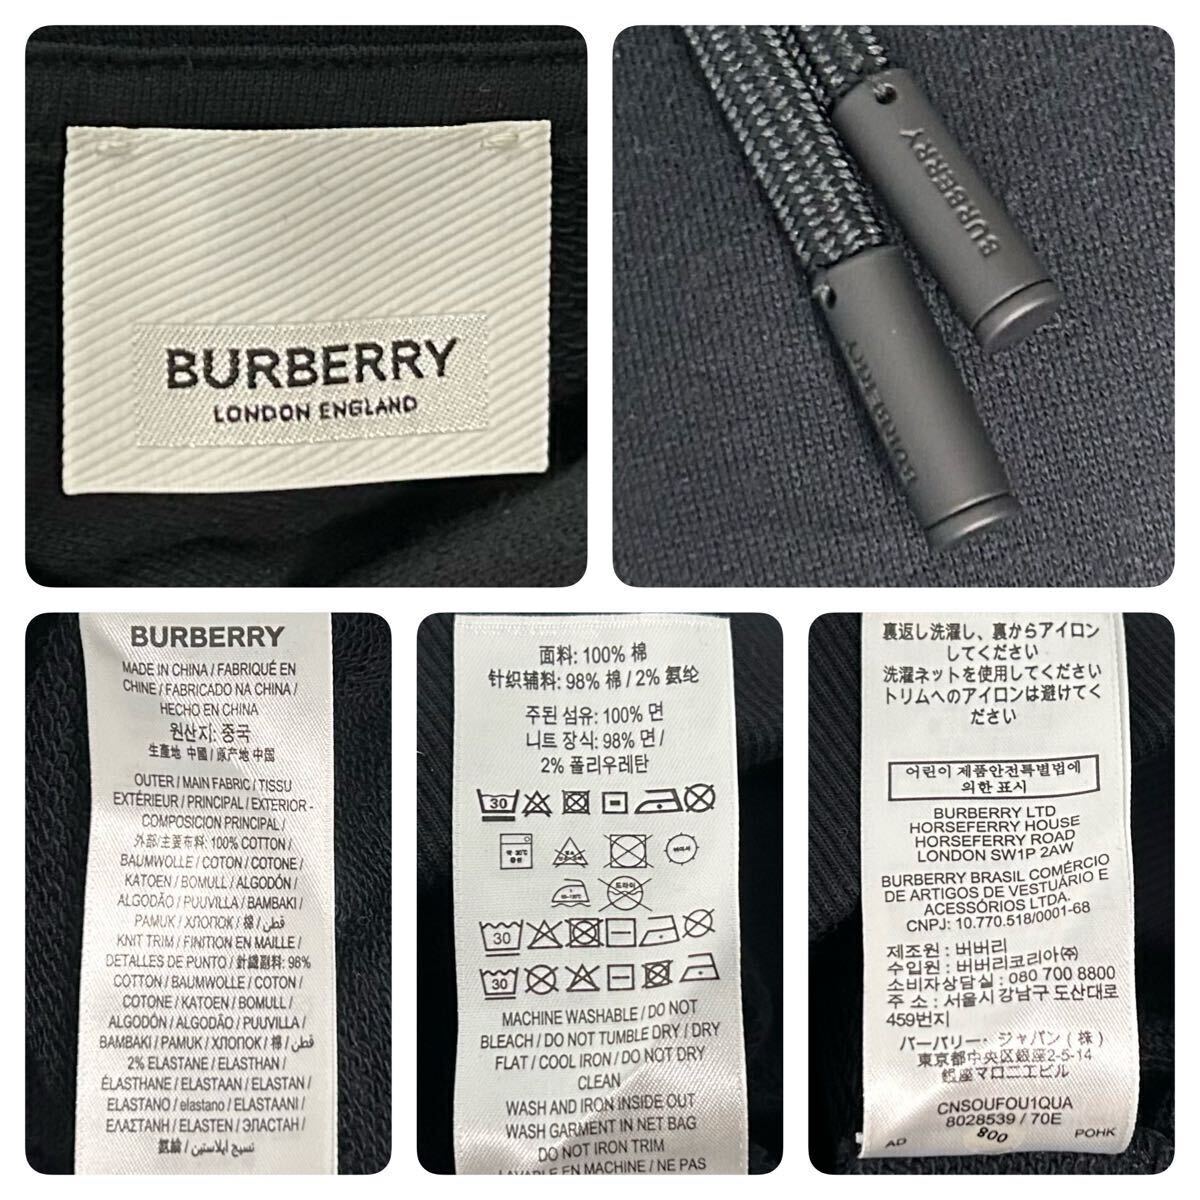 BURBERRY
LONDON ENGLAND
BURBERRY
BURBERRY
BURBERRY
MADE IN CHINA / FABRIQUÉ EN
CHINE / FABRICADO NA CHINA /
HECHO EN CHINA
원산지: 중국
生產地 中國 / 原产地 中国
OUTER / MAIN FABRIC / TISSU
EXTÉRIEUR / PRINCIPAL / EXTERIOR -
COMPOSICION PRINCIPAL /
外部/主要布料: 100% COTTON /
BAUMWOLLE / COTON / COTONE /
KATOEN / BOMULL / ALGODÓN /
ALGODÃO / PUUVILLA / BAMBAKI /
PAMUK / ХЛОПОК / 棉 / قطن /
KNIT TRIM / FINITION EN MAILLE /
DETALLES DE PUNTO / 針織副料: 98%
COTTON / BAUMWOLLE / COTON /
COTONE / KATOEN / BOMULL /
ALGODÓN / ALGODÃO / PUUVILLA /
BAMBAKI / PAMUK / ХЛОПОК / 棉 / قطن /
2% ELASTANE / ELASTHAN /
ÉLASTHANE / ELASTAAN / ELASTAN /
ELASTANO / elastano / ELASTAANI /
ΕΛΑΣΤΑΝΗ / ELASTEN / ЭЛАСТАН /
氨綸 / نسيج ايلاستين
面料: 100% 棉
针织辅料: 98% 棉 / 2% 氨纶
주된 섬유: 100% 면
니트 장식: 98% 면 /
2% 폴리우레탄
30
약 30℃
중성
드라이
30
30
MACHINE WASHABLE / DO NOT
BLEACH / DO NOT TUMBLE DRY / DRY
FLAT / COOL IRON / DO NOT DRY
CLEAN
WASH AND IRON INSIDE OUT
WASH GARMENT IN NET BAG
DO NOT IRON TRIM
LAVABLE EN MACHINE / NE PAS
裏返し洗濯し、裏からアイロン
してください
洗濯ネットを使用してください
トリムへのアイロンは避けてく
ださい
어린이 제품안전특별법에
의한 표시
BURBERRY LTD
HORSEFERRY HOUSE
HORSEFERRY ROAD
LONDON SW1P 2AW
BURBERRY BRASIL COMÉRCIO
DE ARTIGOS DE VESTUÁRIO E
ACESSÓRIOS LTDA.
CNPJ: 10.770.518/0001-68
제조원 : 버버리
수입원 : 버버리코리아㈜
소비자상담실 : 080 700 8800
주 소 : 서울시 강남구 도산대로
459번지
バーバリー・ジャパン(株)
東京都中央区銀座2-5-14
銀座マロニエビル
CNSOUFOU1QUA
8028539 / 70E
AD
800
POHK